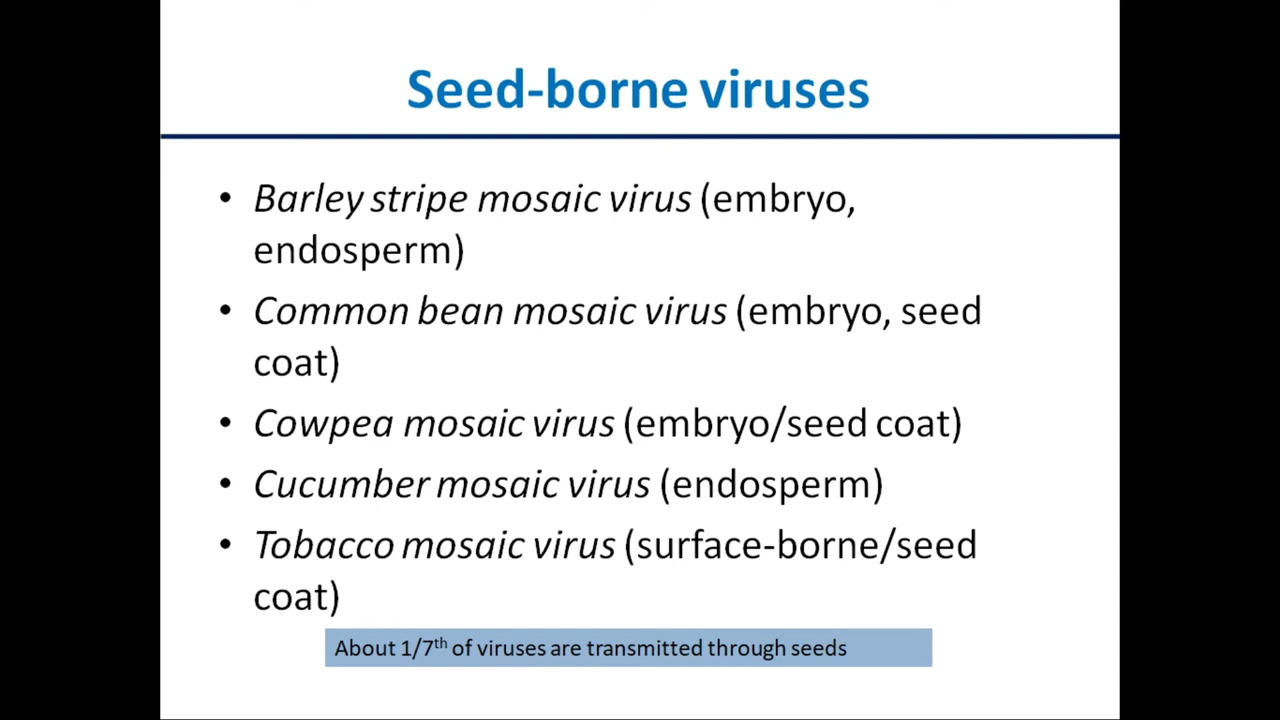 Seed-borne viruses
• Barley stripe mosaic virus (embryo,
endosperm)
• Common bean mosaic virus (embryo, seed
coat)
• Cowpea mosaic virus (embryo/seed coat)
• Cucumber mosaic virus (endosperm)
• Tobacco mosaic virus (surface-borne/seed
coat)
About 1/7th of viruses are transmitted through seeds